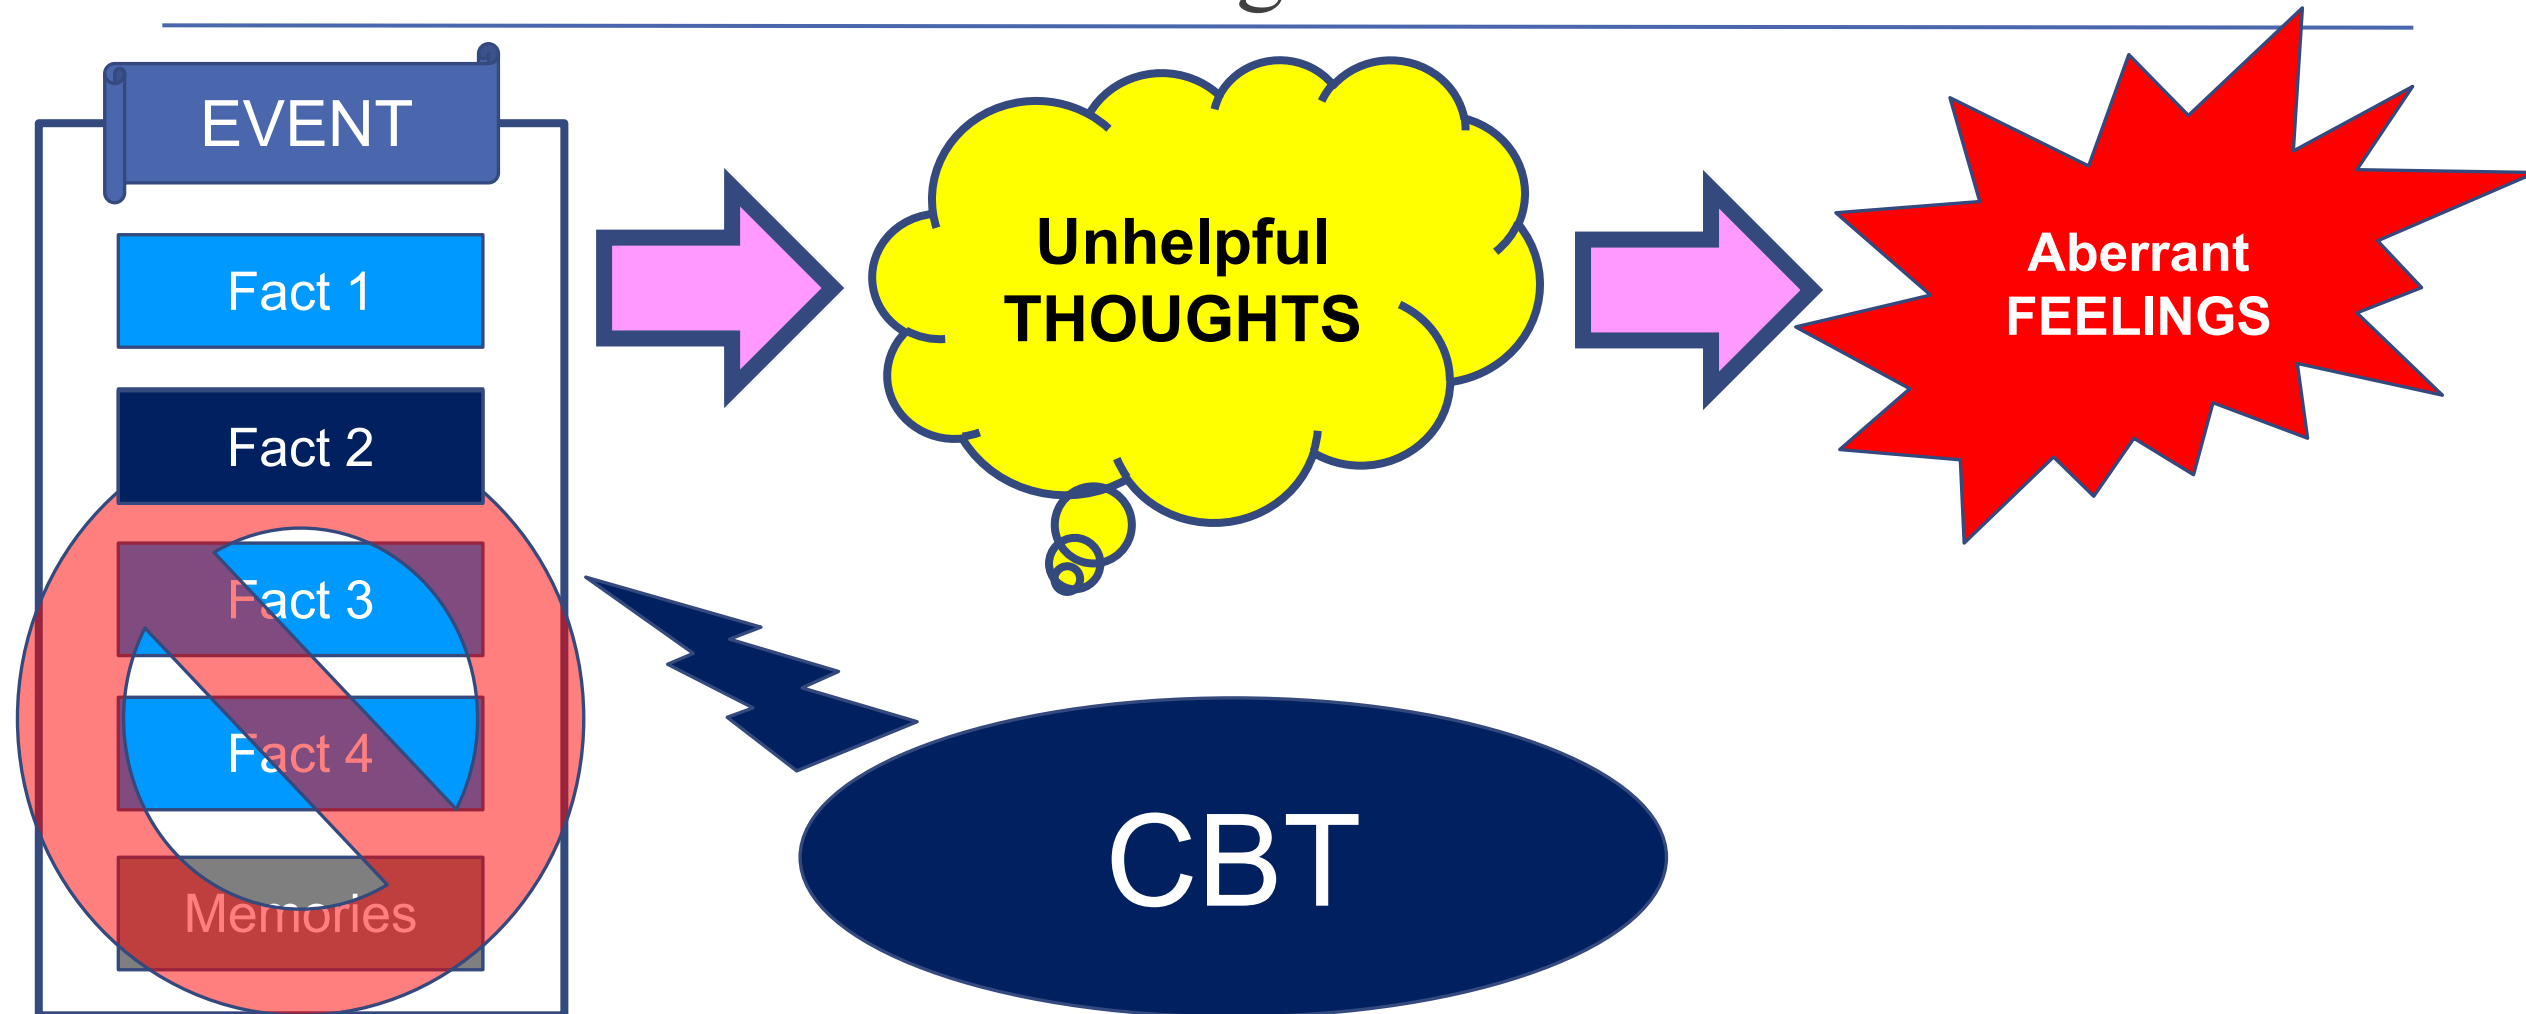 EVENT
Fact 1
Fact 2
Fact 3
Fact 4
Memories
Unhelpful
THOUGHTS
Aberrant
FEELINGS
CBT